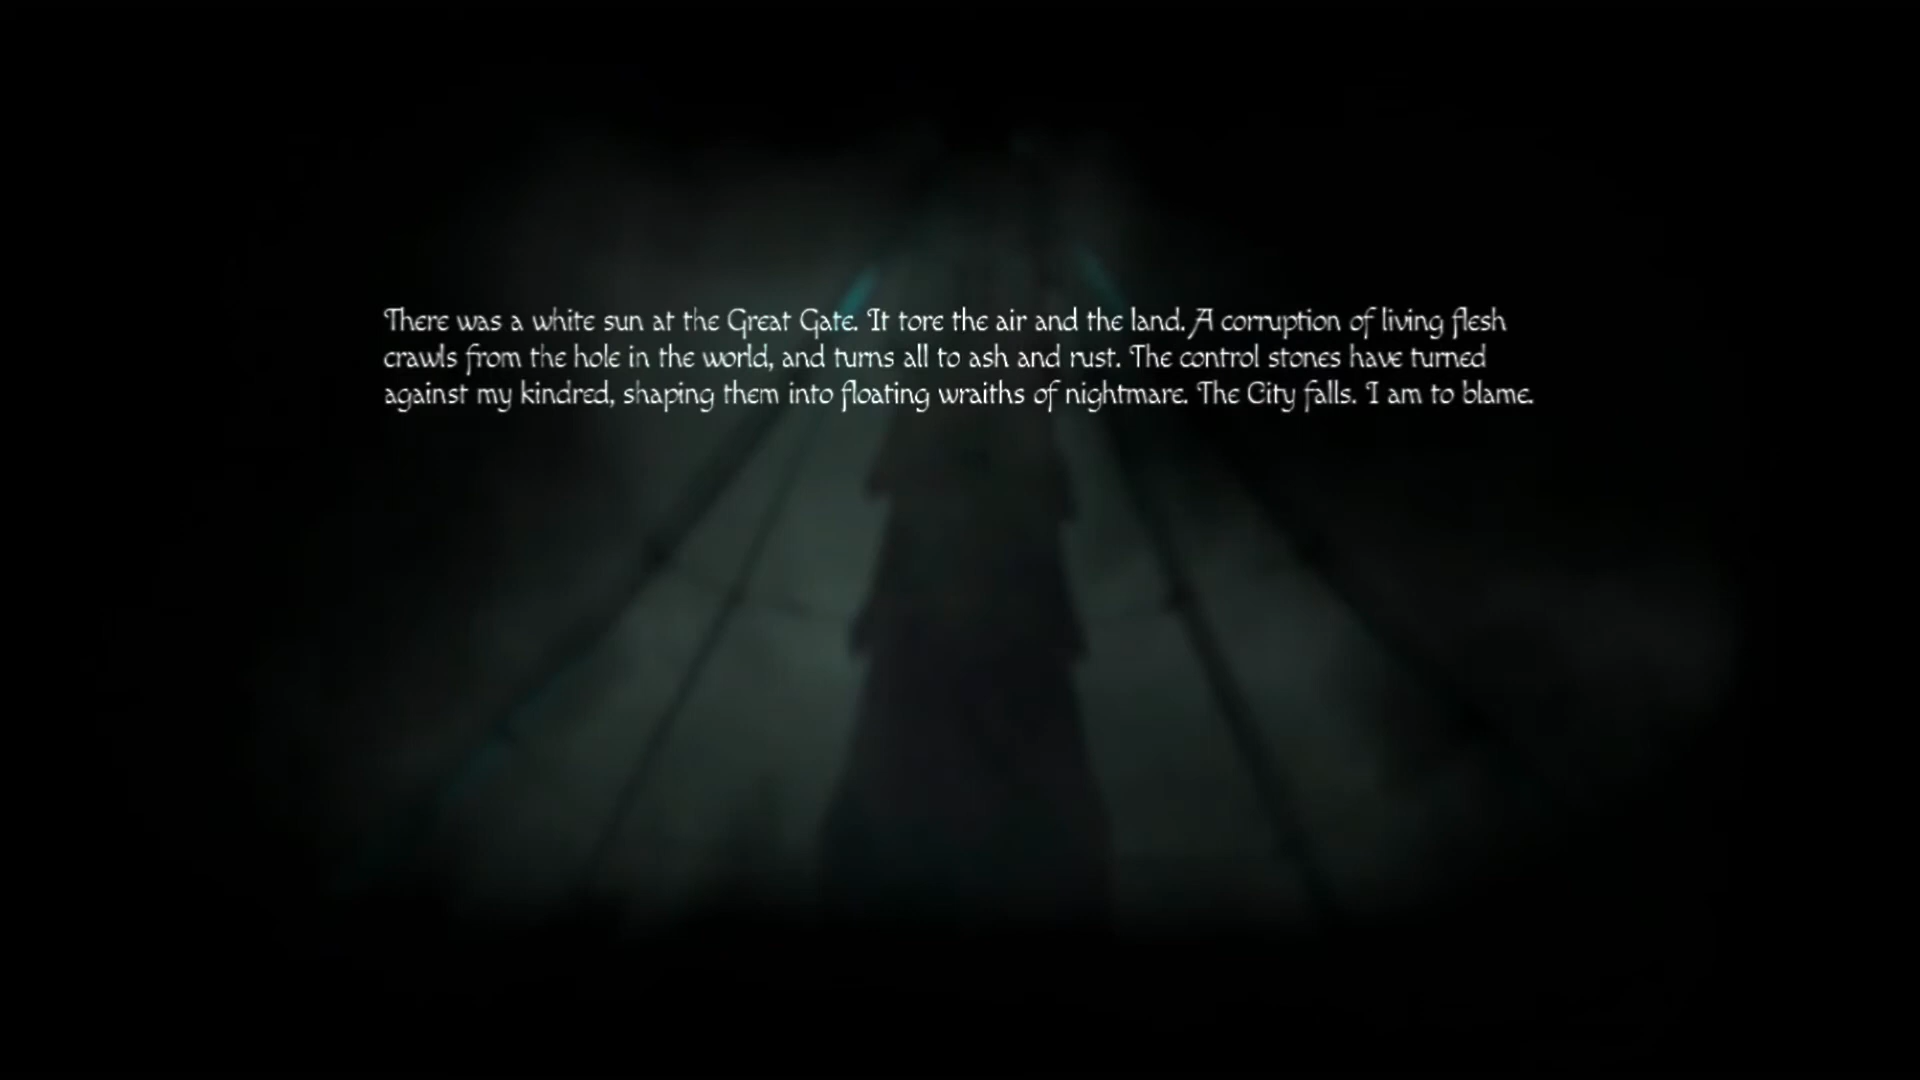 There was a white sun at the Great Gate. It tore the air and the land. A corruption of living flesh
crawls from the hole in the world, and turns all to ash and rust. The control stones have turned
against my kindred, shaping them into floating wraiths of nightmare. The City falls. I am to blame.